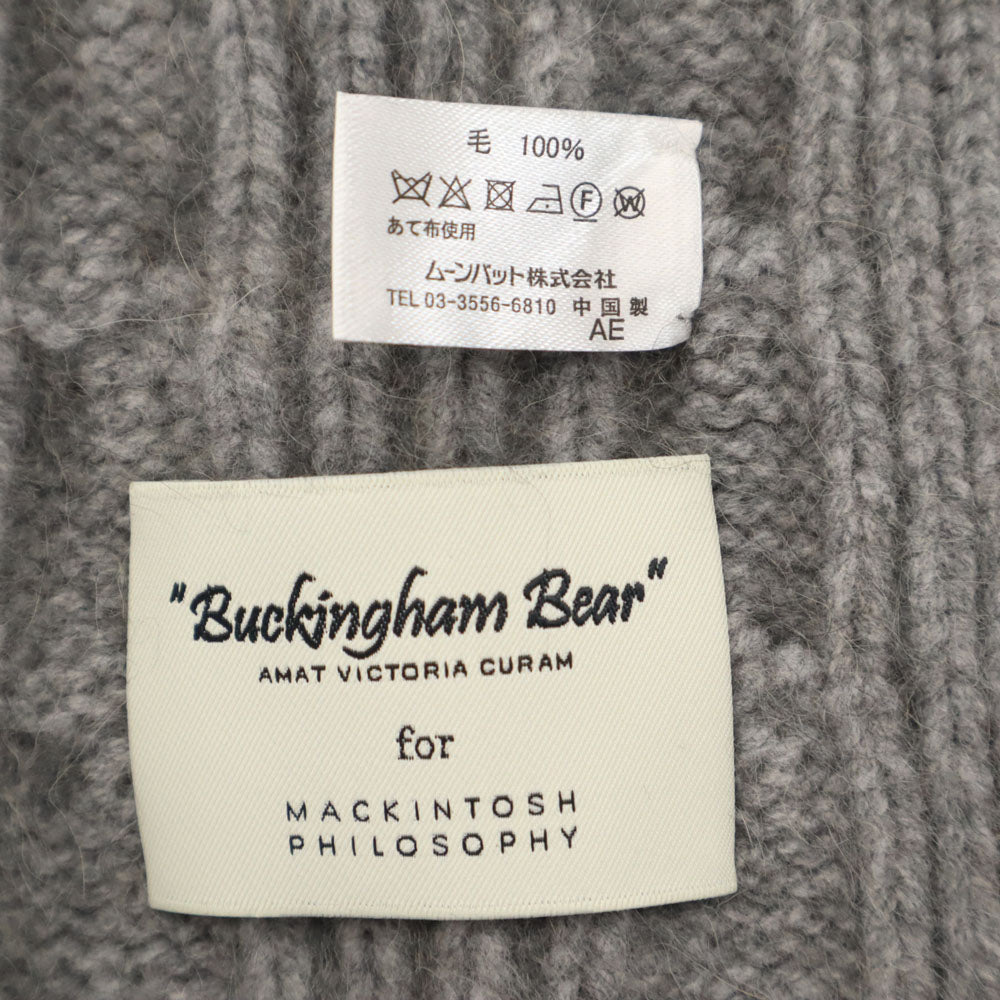 毛 100%
F W
あて布使用
ムーンバット株式会社
TEL 03-3556-6810 中国製
AE
"Buckingham Bear"
AMAT VICTORIA CURAM
for
MACKINTOSH
PHILOSOPHY